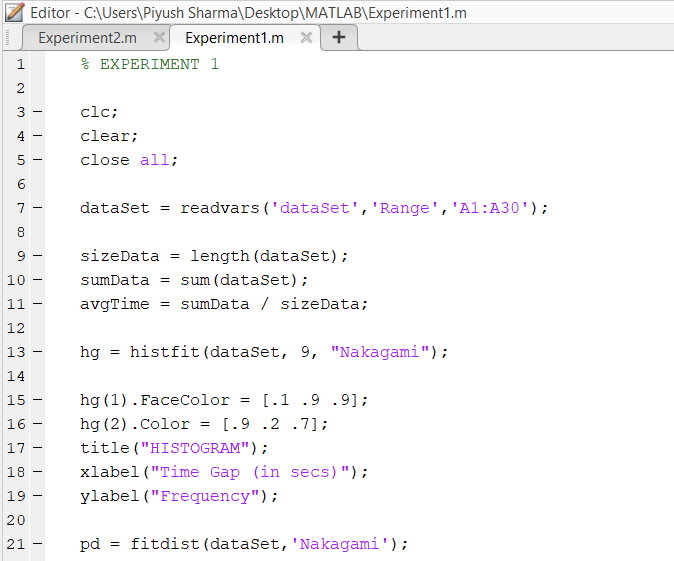 Editor - C:\Users\Piyush Sharma\Desktop\MATLAB\Experiment1.m
Experiment2.m × Experiment1.m × +
1 % EXPERIMENT 1
2
3 – clc;
4 – clear;
5 – close all;
6
7 – dataSet = readvars('dataSet','Range','A1:A30');
8
9 – sizeData = length(dataSet);
10 – sumData = sum(dataSet);
11 – avgTime = sumData / sizeData;
12
13 – hg = histfit(dataSet, 9, "Nakagami");
14
15 – hg(1).FaceColor = [.1 .9 .9];
16 – hg(2).Color = [.9 .2 .7];
17 – title("HISTOGRAM");
18 – xlabel("Time Gap (in secs)");
19 – ylabel("Frequency");
20
21 – pd = fitdist(dataSet,'Nakagami');